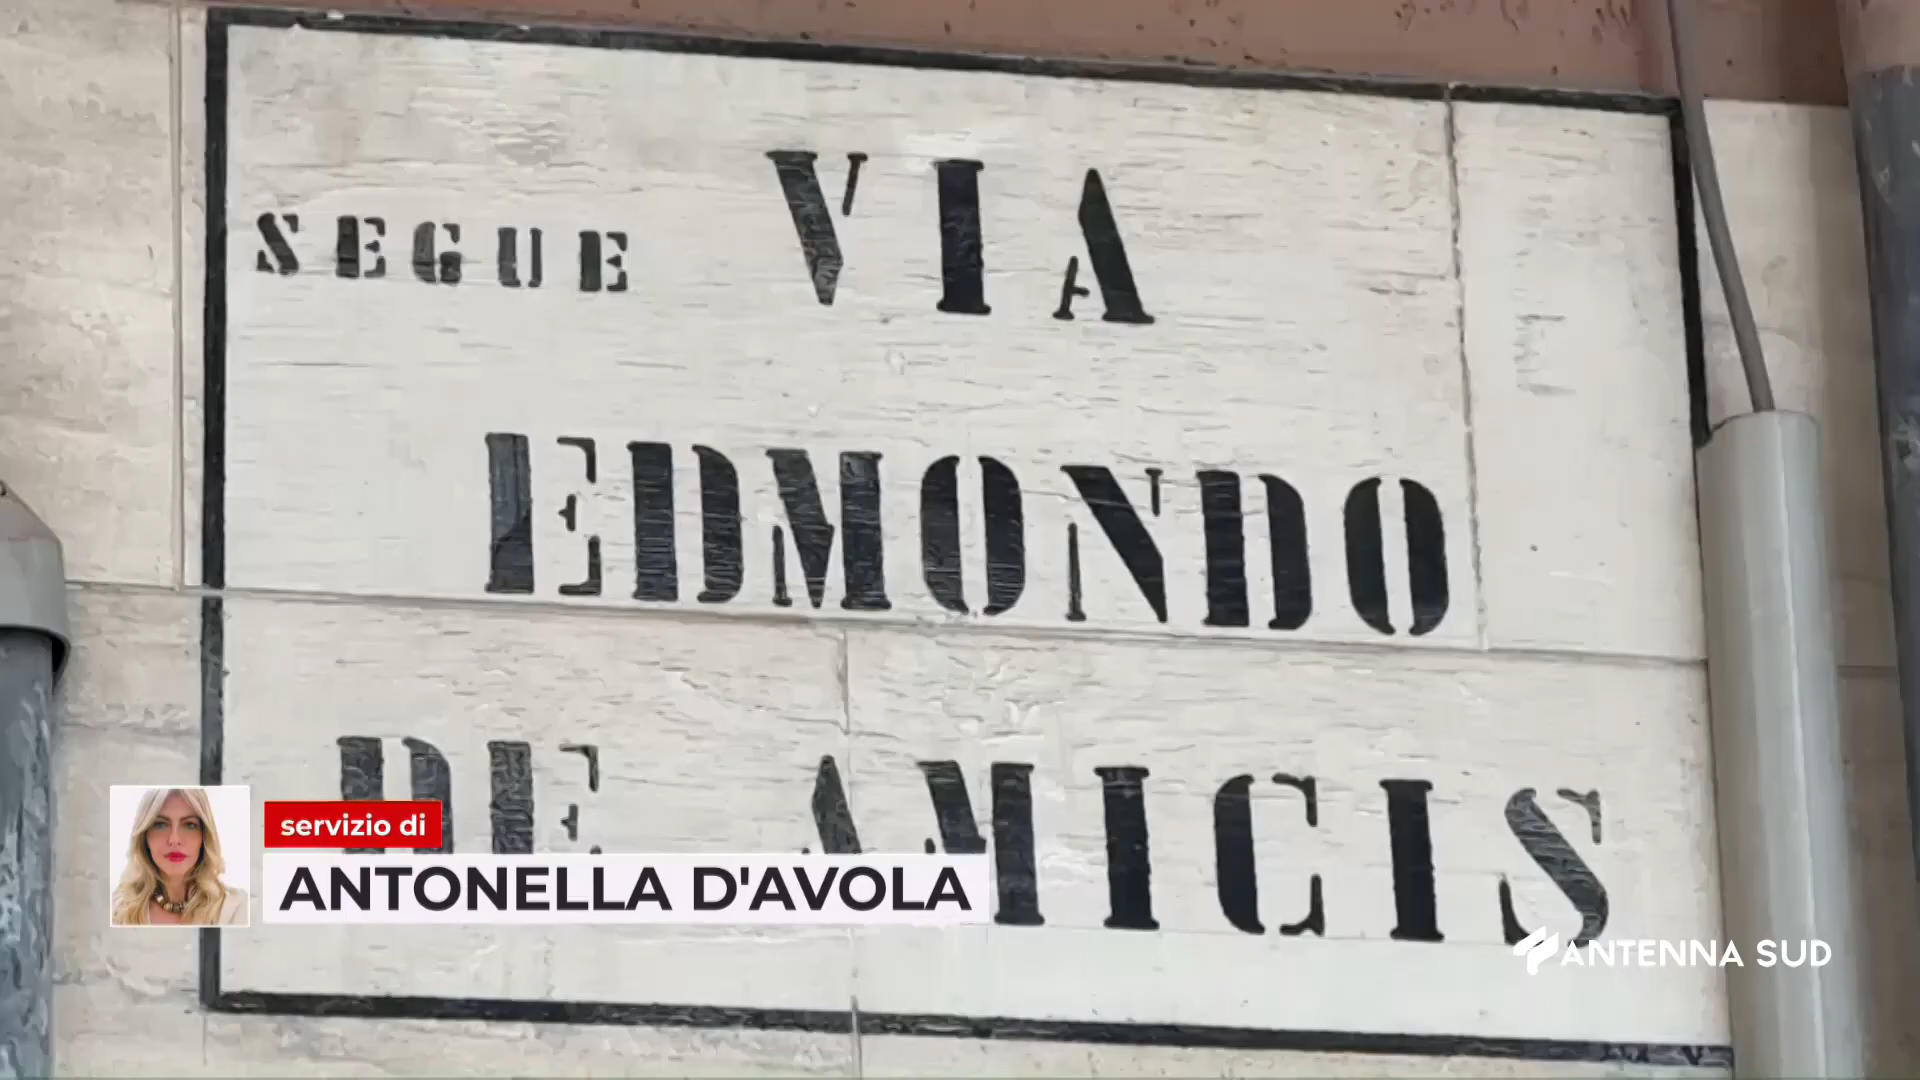 SEGUE VIA
EDMONDO
DE AMICIS
servizio di
ANTONELLA D'AVOLA
ANTENNA SUD